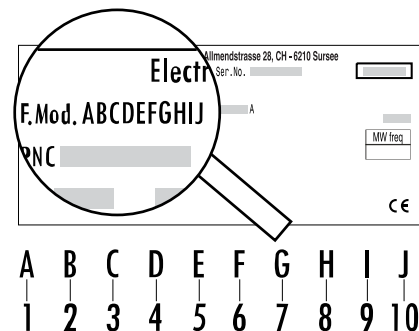 Allmendstrasse 28, CH - 6210 Sursee
Electr
Ser.No.
F.Mod. ABCDEFGHIJ
A
PNC
MW freq
CE
A B C D E F G H I J
1 2 3 4 5 6 7 8 9 10